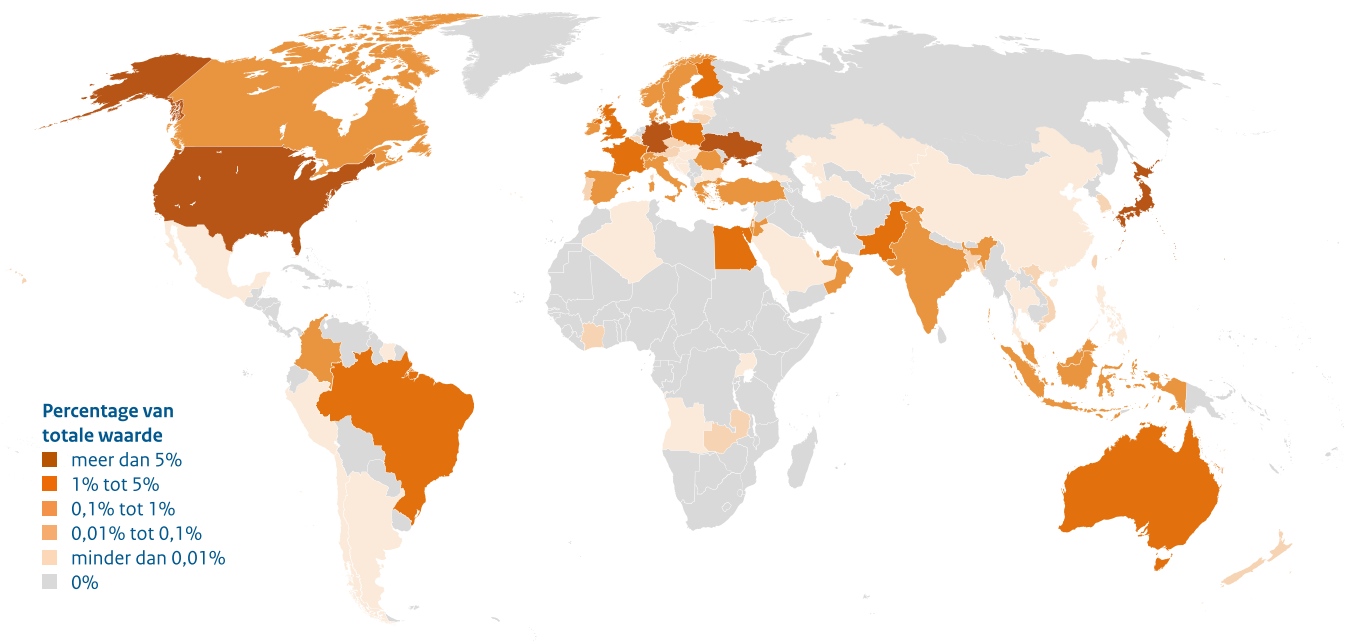 Percentage van
totale waarde
meer dan 5%
1% tot 5%
0,1% tot 1%
0,01% tot 0,1%
minder dan 0,01%
0%